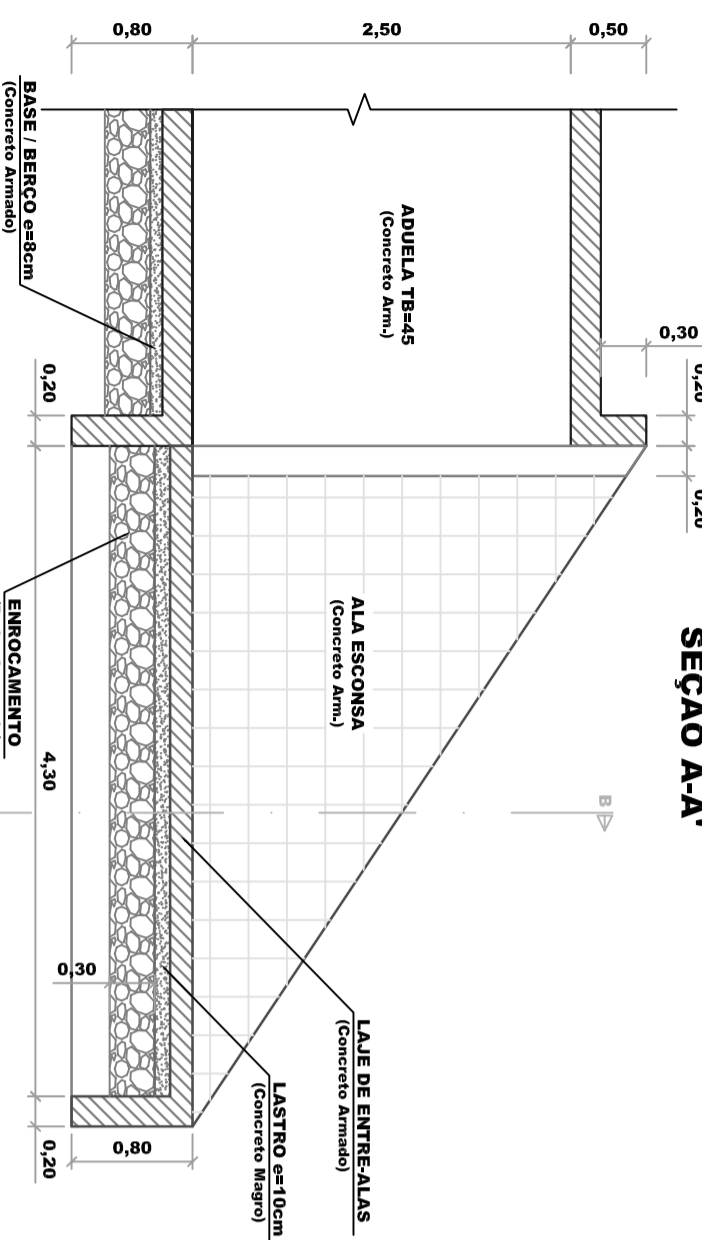 SEÇÃO A-A'
0,80
2,50
0,50
0,30
0,20
0,20
BASE / BERÇO e=8cm
(Concreto Armado)
ADUELA TB=45
(Concreto Arm.)
0,20
ALA ESCONSA
(Concreto Arm.)
B
ENROCAMENTO
4,30
0,30
LAJE DE ENTRE-ALAS
(Concreto Armado)
LASTRO e=10cm
(Concreto Magro)
0,80
0,20